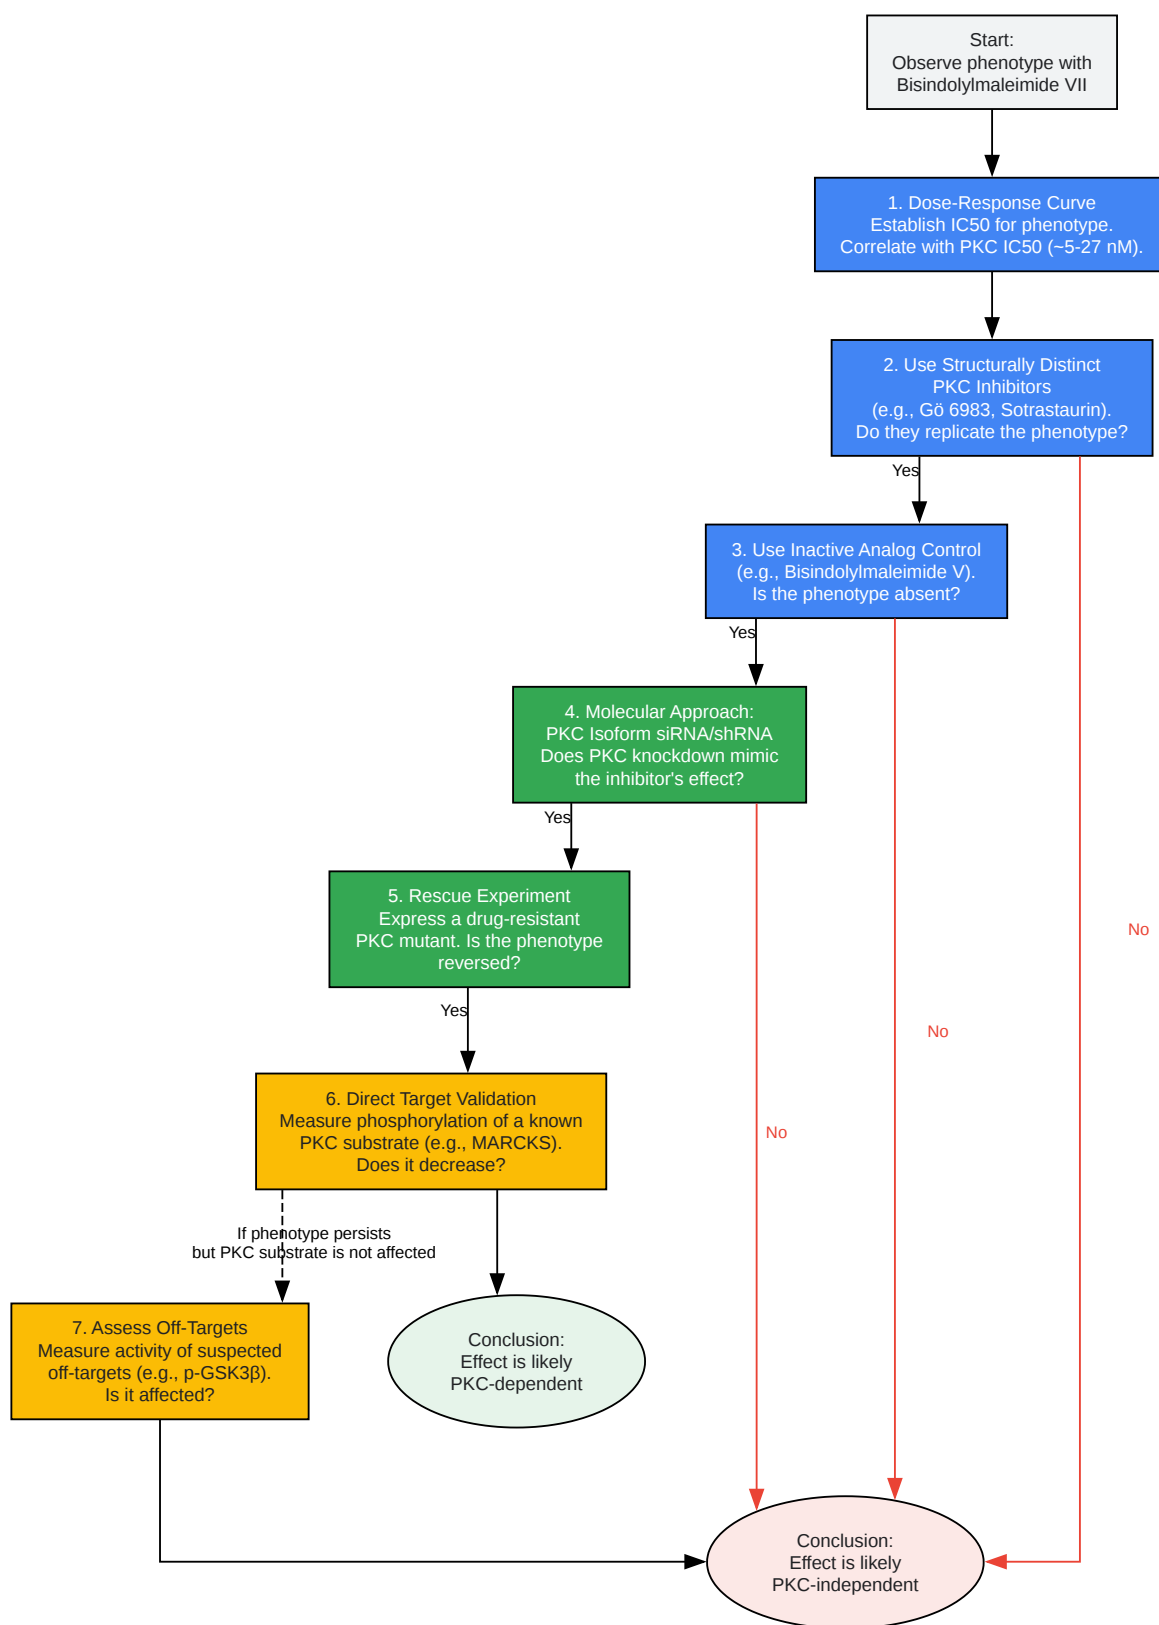 Start:
Observe phenotype with
Bisindolylmaleimide VII
1. Dose-Response Curve
Establish IC50 for phenotype.
Correlate with PKC IC50 (~5-27 nM).
2. Use Structurally Distinct
PKC Inhibitors
(e.g., Gö 6983, Sotrastaurin).
Do they replicate the phenotype?
Yes
3. Use Inactive Analog Control
(e.g., Bisindolylmaleimide V).
Is the phenotype absent?
Yes
4. Molecular Approach:
PKC Isoform siRNA/shRNA
Does PKC knockdown mimic
the inhibitor's effect?
Yes
5. Rescue Experiment
Express a drug-resistant
PKC mutant. Is the phenotype
reversed?
No
Yes
No
6. Direct Target Validation
Measure phosphorylation of a known
PKC substrate (e.g., MARCKS).
Does it decrease?
No
If phenotype persists
but PKC substrate is not affected
7. Assess Off-Targets
Measure activity of suspected
off-targets (e.g., p-GSK3β).
Is it affected?
Conclusion:
Effect is likely
PKC-dependent
Conclusion:
Effect is likely
PKC-independent